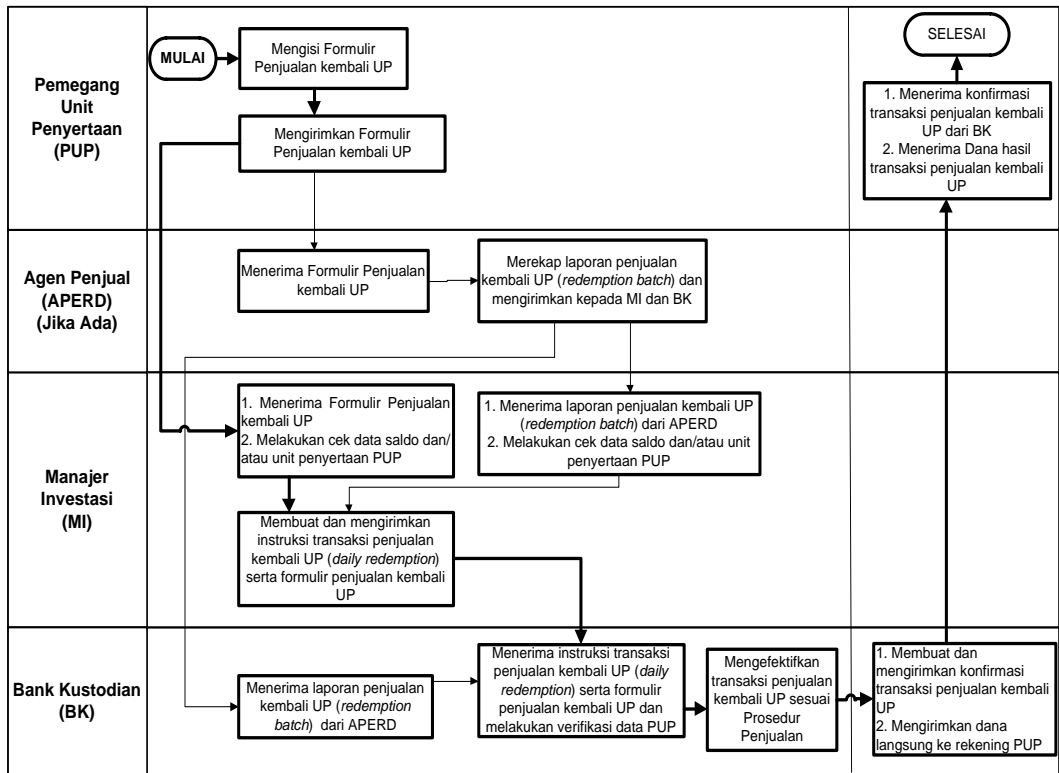 Pemegang
Unit
Penyertaan
(PUP)
MULAI
Mengisi Formulir
Penjualan kembali UP
Mengirimkan Formulir
Penjualan kembali UP
SELESAI
1. Menerima konfirmasi
transaksi penjualan kembali
UP dari BK
2. Menerima Dana hasil
transaksi penjualan kembali
UP
Agen Penjual
(APERD)
(Jika Ada)
Menerima Formulir Penjualan
kembali UP
Merekap laporan penjualan
kembali UP (redemption batch) dan
mengirimkan kepada MI dan BK
Manajer
Investasi
(MI)
1. Menerima Formulir Penjualan
kembali UP
2. Melakukan cek data saldo dan/
atau unit penyertaan PUP
1. Menerima laporan penjualan kembali UP
(redemption batch) dari APERD
2. Melakukan cek data saldo dan/atau unit
penyertaan PUP
Membuat dan mengirimkan
instruksi transaksi penjualan
kembali UP (daily redemption)
serta formulir penjualan kembali
UP
Bank Kustodian
(BK)
Menerima laporan penjualan
kembali UP (redemption
batch) dari APERD
Menerima instruksi transaksi
penjualan kembali UP (daily
redemption) serta formulir
penjualan kembali UP dan
melakukan verifikasi data PUP
Mengefektifkan
transaksi penjualan
kembali UP sesuai
Prosedur
Penjualan
1. Membuat dan
mengirimkan konfirmasi
transaksi penjualan kembali
UP
2. Mengirimkan dana
langsung ke rekening PUP